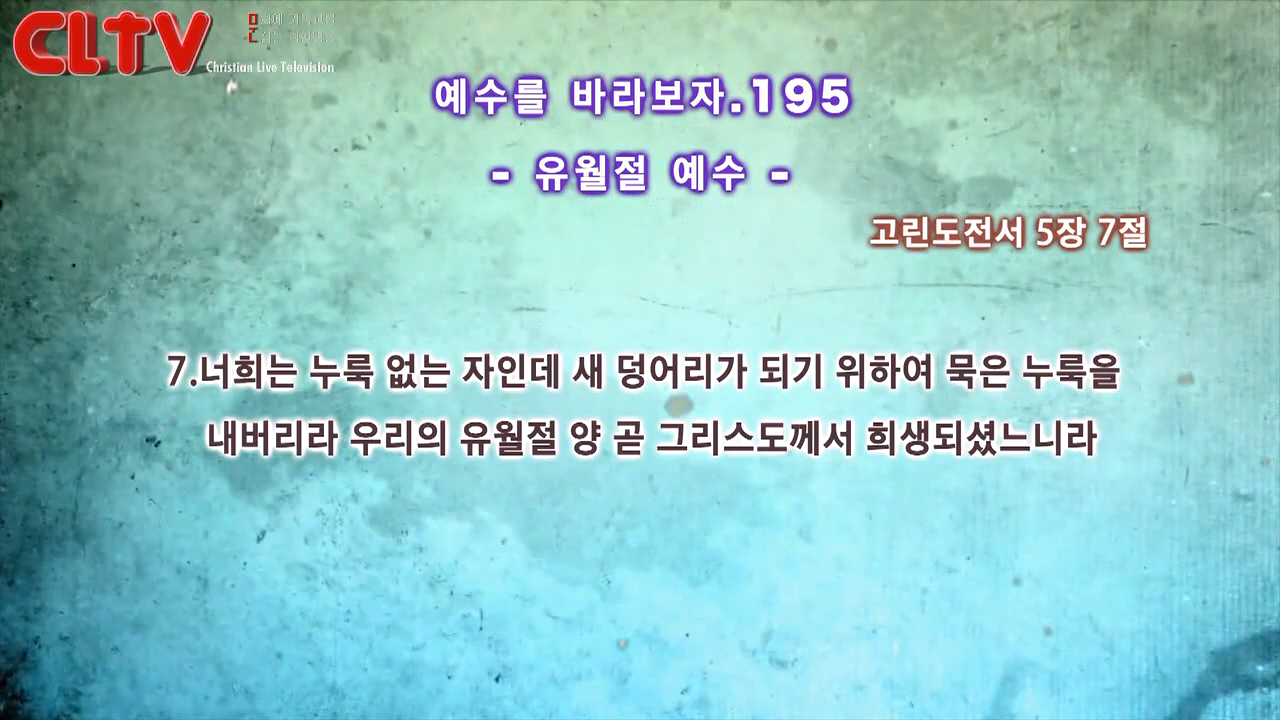 CLTV
Christian Live Television
예수를 바라보자.195
- 유월절 예수 -
고린도전서 5장 7절
7.너희는 누룩 없는 자인데 새 덩어리가 되기 위하여 묵은 누룩을
내버리라 우리의 유월절 양 곧 그리스도께서 희생되셨느니라